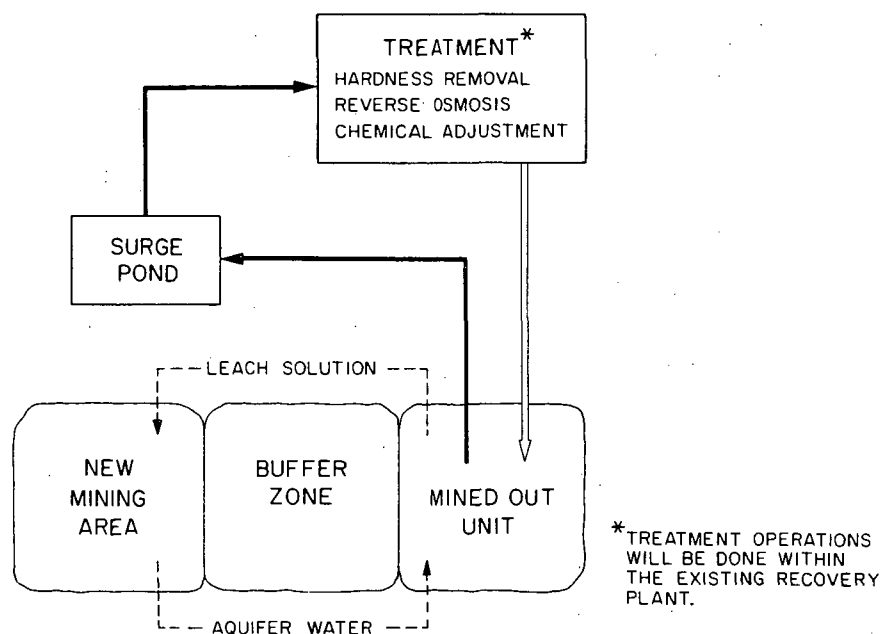 TREATMENT*
HARDNESS REMOVAL
REVERSE OSMOSIS
CHEMICAL ADJUSTMENT
SURGE
POND
LEACH SOLUTION
NEW
MINING
AREA
BUFFER
ZONE
MINED OUT
UNIT
AQUIFER WATER
*TREATMENT OPERATIONS
WILL BE DONE WITHIN
THE EXISTING RECOVERY
PLANT.